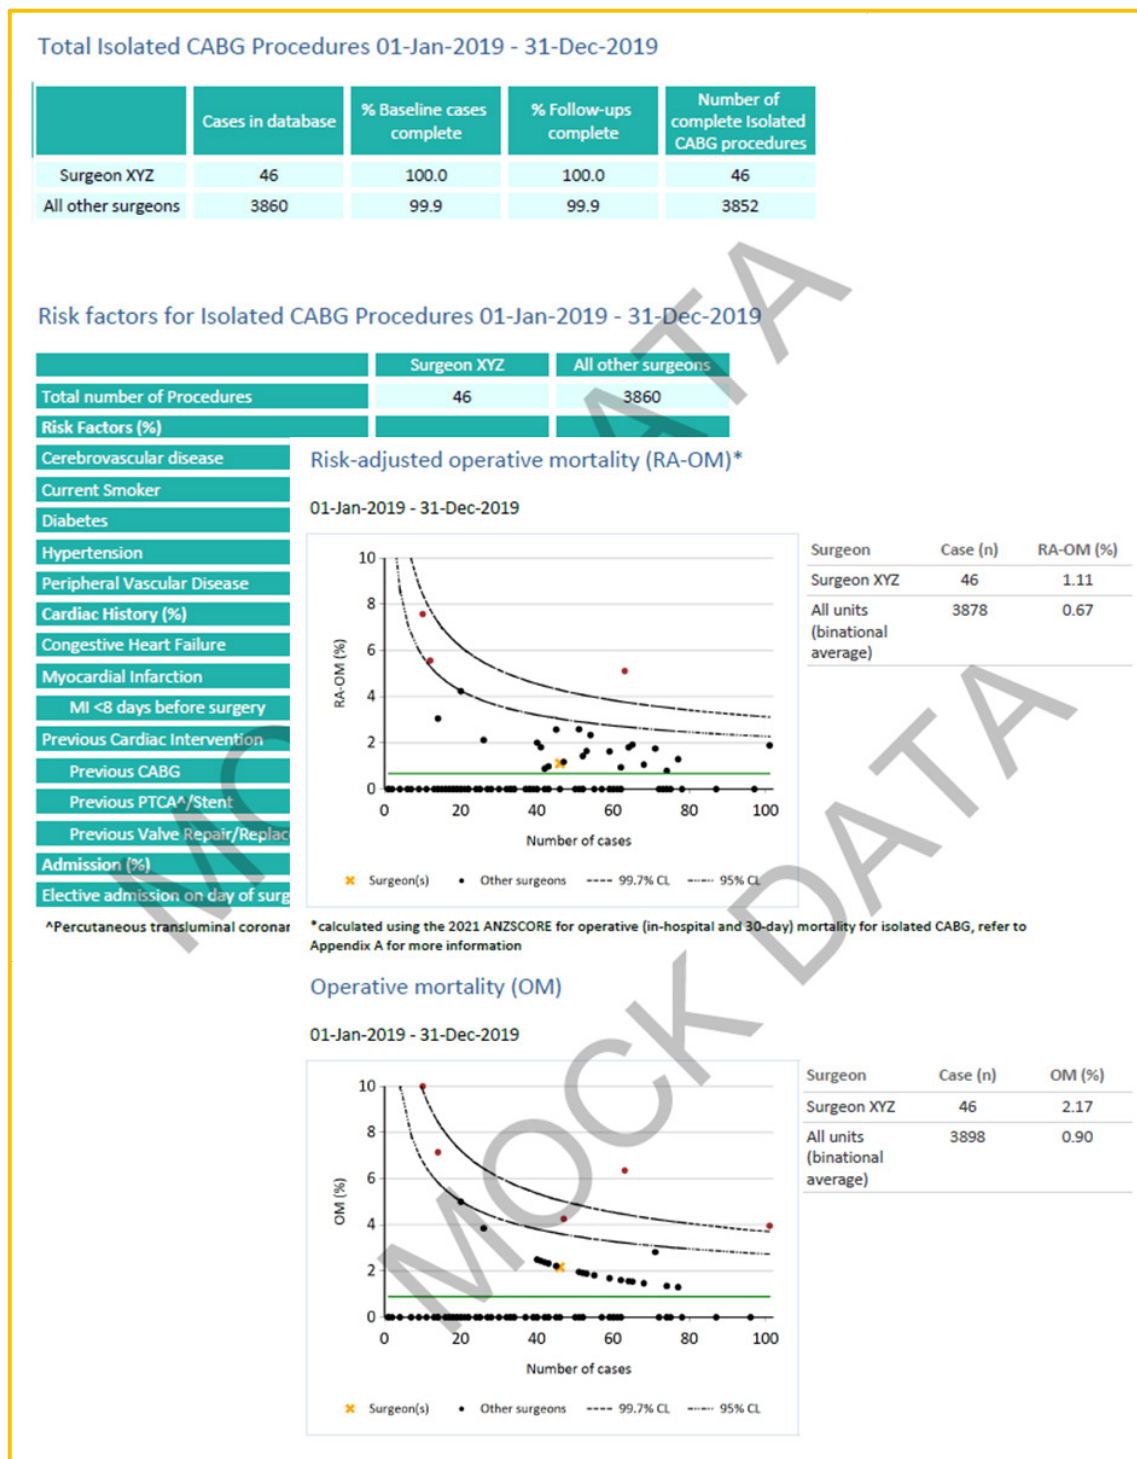 Total Isolated CABG Procedures 01-Jan-2019 - 31-Dec-2019
Cases in database
% Baseline cases complete
% Follow-ups complete
Number of complete Isolated CABG procedures
Surgeon XYZ 46 100.0 100.0 46
All other surgeons 3860 99.9 99.9 3852
Risk factors for Isolated CABG Procedures 01-Jan-2019 - 31-Dec-2019
Surgeon XYZ All other surgeons
Total number of Procedures 46 3860
Risk Factors (%)
Cerebrovascular disease
Current Smoker
Diabetes
Hypertension
Peripheral Vascular Disease
Cardiac History (%)
Congestive Heart Failure
Myocardial Infarction
MI <8 days before surgery
Previous Cardiac Intervention
Previous CABG
Previous PTCA^/Stent
Previous Valve Repair/Replac
Admission (%)
Elective admission on day of surg
^Percutaneous transluminal coronar
Risk-adjusted operative mortality (RA-OM)*
01-Jan-2019 - 31-Dec-2019
RA-OM (%)
10
8
6
4
2
0
0 20 40 60 80 100
Number of cases
Surgeon(s) Other surgeons 99.7% CL 95% CL
Surgeon Case (n) RA-OM (%)
Surgeon XYZ 46 1.11
All units 3878 0.67
(binational
average)
*calculated using the 2021 ANZSCORE for operative (in-hospital and 30-day) mortality for isolated CABG, refer to
Appendix A for more information
Operative mortality (OM)
01-Jan-2019 - 31-Dec-2019
OM (%)
10
8
6
4
2
0
0 20 40 60 80 100
Number of cases
Surgeon(s) Other surgeons 99.7% CL 95% CL
Surgeon Case (n) OM (%)
Surgeon XYZ 46 2.17
All units 3898 0.90
(binational
average)
MOCK DATA
MOCK DATA